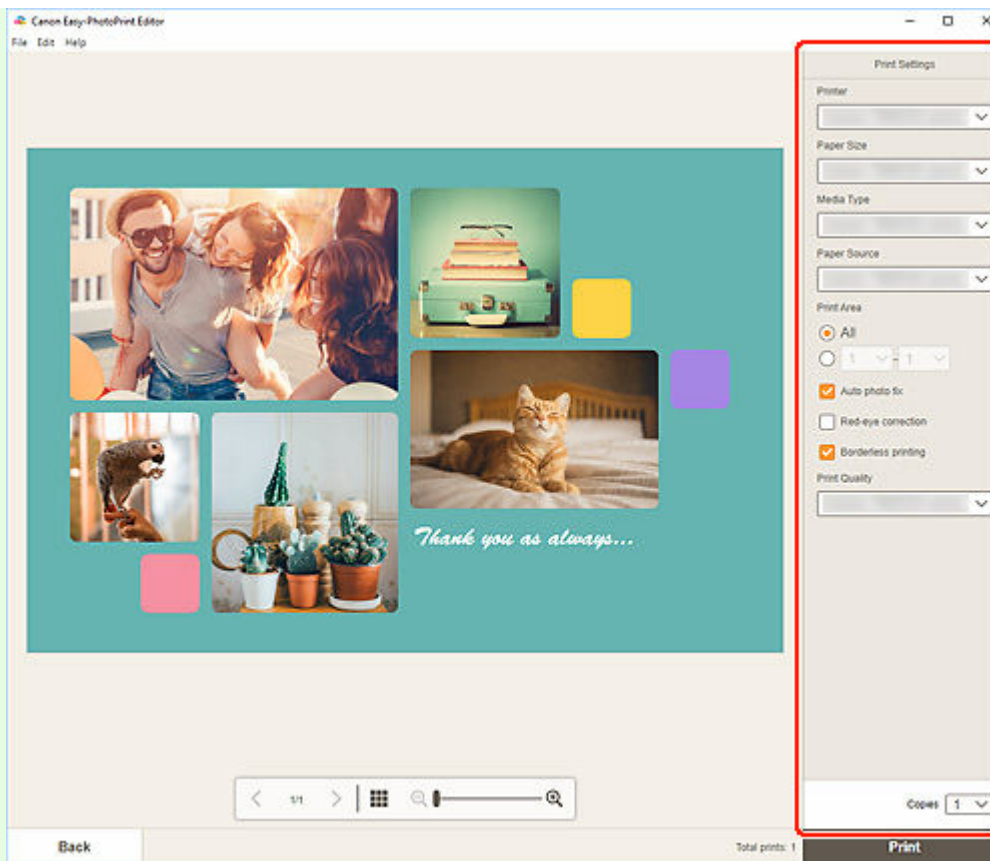 Canon Easy-PhotoPrint Editor
File Edit Help
Print Settings
Printer
Paper Size
Media Type
Paper Source
Print Area
All
1 - 1
Auto photo fix
Red-eye correction
Borderless printing
Print Quality
Thank you as always...
1/1
Copies 1
Back
Total prints: 1
Print